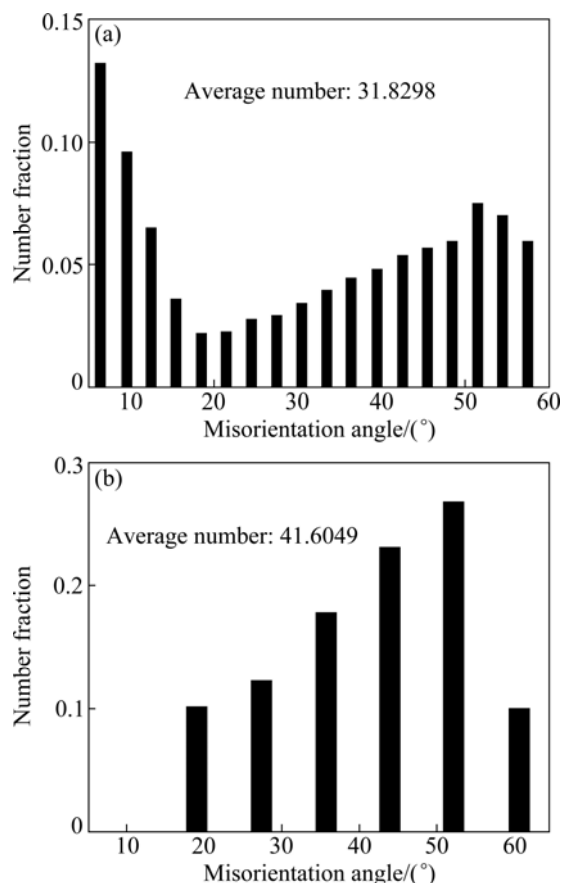 (a)
Average number: 31.8298
Number fraction
0.15
0.10
0.05
0
10 20 30 40 50 60
Misorientation angle/(°)
(b)
Average number: 41.6049
Number fraction
0.3
0.2
0.1
0
10 20 30 40 50 60
Misorientation angle/(°)